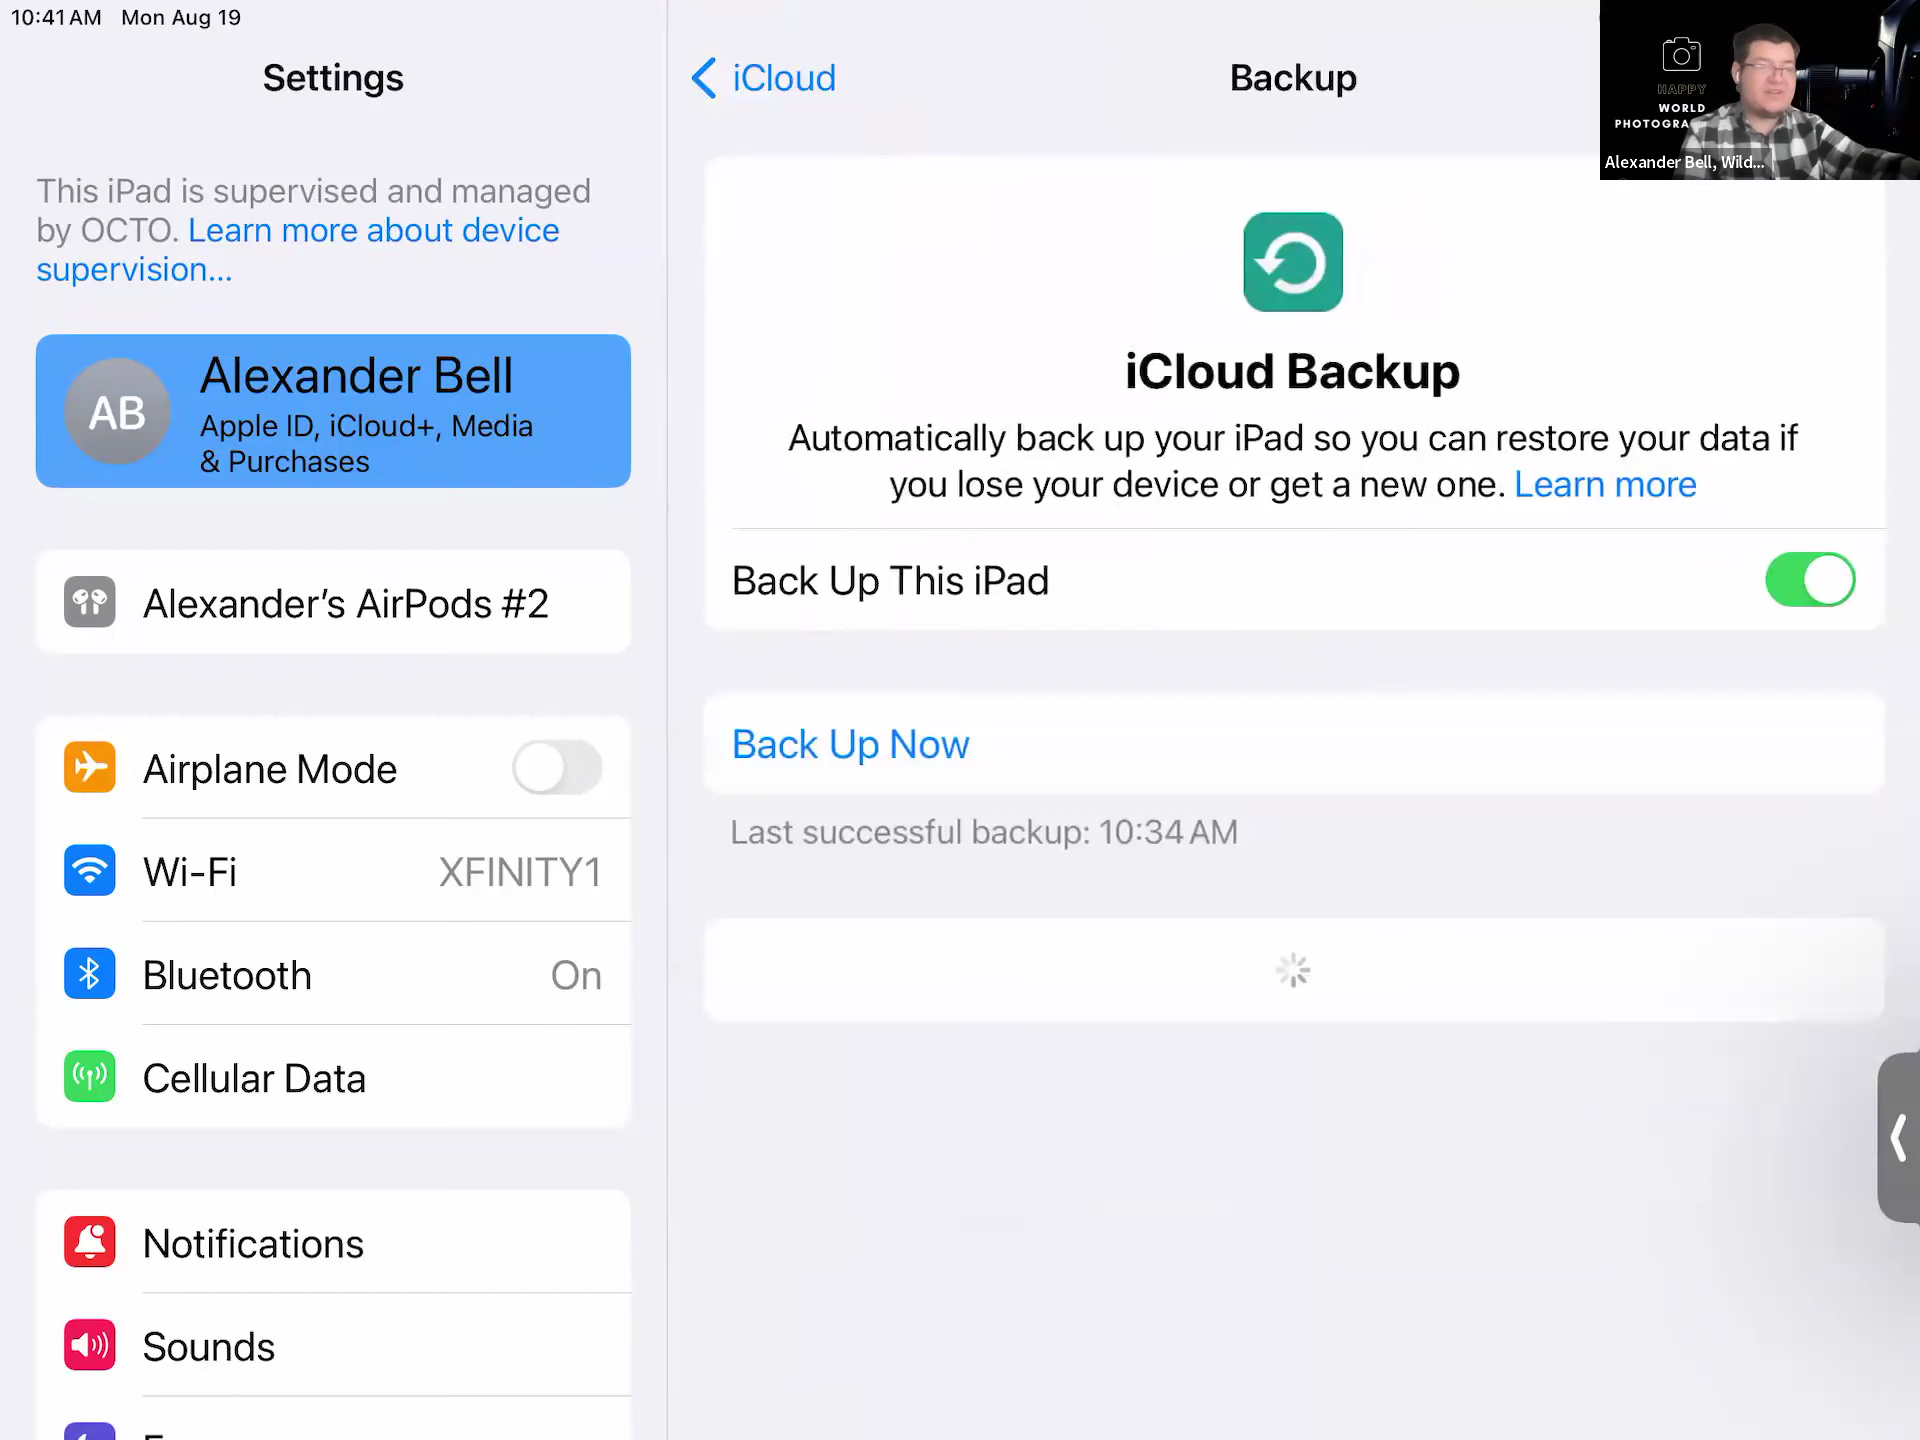 10:41 AM Mon Aug 19
Settings
This iPad is supervised and managed
by OCTO. Learn more about device
supervision...
AB
Alexander Bell
Apple ID, iCloud+, Media
& Purchases
Alexander’s AirPods #2
Airplane Mode
Wi-Fi XFINITY1
Bluetooth On
Cellular Data
Notifications
Sounds
iCloud
Backup
iCloud Backup
Automatically back up your iPad so you can restore your data if
you lose your device or get a new one. Learn more
Back Up This iPad
Back Up Now
Last successful backup: 10:34 AM
HAPPY
WORLD
PHOTOGRA
Alexander Bell, Wild...